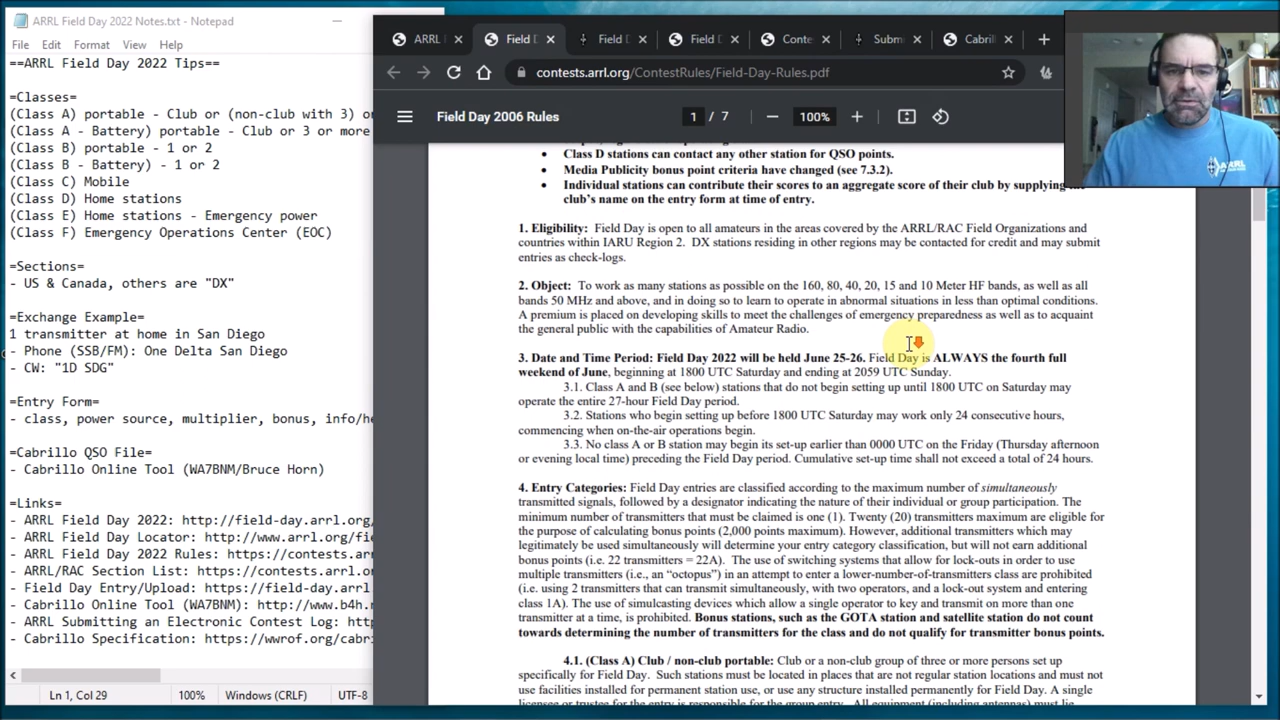 ARRL Field Day 2022 Notes.txt - Notepad
File Edit Format View Help
==ARRL Field Day 2022 Tips==
=Classes=
(Class A) portable - Club or (non-club with 3) or
(Class A - Battery) portable - Club or 3 or more
(Class B) portable - 1 or 2
(Class B - Battery) - 1 or 2
(Class C) Mobile
(Class D) Home stations
(Class E) Home stations - Emergency power
(Class F) Emergency Operations Center (EOC)
=Sections=
- US & Canada, others are "DX"
=Exchange Example=
1 transmitter at home in San Diego
- Phone (SSB/FM): One Delta San Diego
- CW: "1D SDG"
=Entry Form=
- class, power source, multiplier, bonus, info/he
=Cabrillo QSO File=
- Cabrillo Online Tool (WA7BNM/Bruce Horn)
=Links=
- ARRL Field Day 2022: http://field-day.arrl.org/
- ARRL Field Day Locator: http://www.arrl.org/fie
- ARRL Field Day 2022 Rules: https://contests.arr
- ARRL/RAC Section List: https://contests.arrl.or
- Field Day Entry/Upload: https://field-day.arrl
- Cabrillo Online Tool (WA7BNM): http://www.b4h.n
- ARRL Submitting an Electronic Contest Log: htt
- Cabrillo Specification: https://wwrof.org/cabr
Ln 1, Col 29 100% Windows (CRLF) UTF-8
ARRL Field D Field D Field D Conte Subm Cabrill
contests.arrl.org/ContestRules/Field-Day-Rules.pdf
Field Day 2006 Rules 1 / 7 100%
ARRL
• Class D stations can contact any other station for QSO points.
• Media Publicity bonus point criteria have changed (see 7.3.2).
• Individual stations can contribute their scores to an aggregate score of their club by supplying the
club's name on the entry form at time of entry.
1. Eligibility: Field Day is open to all amateurs in the areas covered by the ARRL/RAC Field Organizations and
countries within IARU Region 2. DX stations residing in other regions may be contacted for credit and may submit
entries as check-logs.
2. Object: To work as many stations as possible on the 160, 80, 40, 20, 15 and 10 Meter HF bands, as well as all
bands 50 MHz and above, and in doing so to learn to operate in abnormal situations in less than optimal conditions.
A premium is placed on developing skills to meet the challenges of emergency preparedness as well as to acquaint
the general public with the capabilities of Amateur Radio.
3. Date and Time Period: Field Day 2022 will be held June 25-26. Field Day is ALWAYS the fourth full
weekend of June, beginning at 1800 UTC Saturday and ending at 2059 UTC Sunday.
3.1. Class A and B (see below) stations that do not begin setting up until 1800 UTC on Saturday may
operate the entire 27-hour Field Day period.
3.2. Stations who begin setting up before 1800 UTC Saturday may work only 24 consecutive hours,
commencing when on-the-air operations begin.
3.3. No class A or B station may begin its set-up earlier than 0000 UTC on the Friday (Thursday afternoon
or evening local time) preceding the Field Day period. Cumulative set-up time shall not exceed a total of 24 hours.
4. Entry Categories: Field Day entries are classified according to the maximum number of simultaneously
transmitted signals, followed by a designator indicating the nature of their individual or group participation. The
minimum number of transmitters that must be claimed is one (1). Twenty (20) transmitters maximum are eligible for
the purpose of calculating bonus points (2,000 points maximum). However, additional transmitters which may
legitimately be used simultaneously will determine your entry category classification, but will not earn additional
bonus points (i.e. 22 transmitters = 22A). The use of switching systems that allow for lock-outs in order to use
multiple transmitters (i.e., an “octopus”) in an attempt to enter a lower-number-of-transmitters class are prohibited
(i.e. using 2 transmitters that can transmit simultaneously, with two operators, and a lock-out system and entering
class 1A). The use of simulcasting devices which allow a single operator to key and transmit on more than one
transmitter at a time, is prohibited. Bonus stations, such as the GOTA station and satellite station do not count
towards determining the number of transmitters for the class and do not qualify for transmitter bonus points.
4.1. (Class A) Club / non-club portable: Club or a non-club group of three or more persons set up
specifically for Field Day. Such stations must be located in places that are not regular station locations and must not
use facilities installed for permanent station use, or use any structure installed permanently for Field Day. A single
licensee or trustee for the entry is responsible for the group entry. All equipment (including antennas) must lie